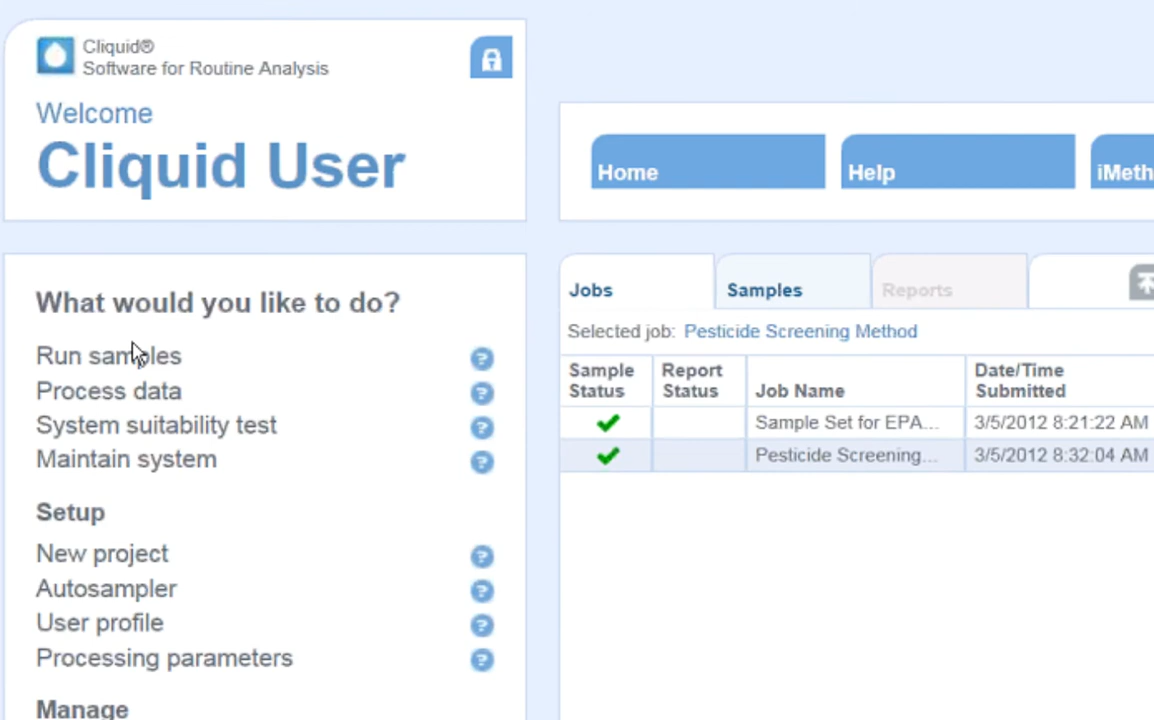 Cliquid®
Software for Routine Analysis
Welcome
Cliquid User
Home
Help
iMeth
What would you like to do?
Run samples
Process data
System suitability test
Maintain system
Setup
New project
Autosampler
User profile
Processing parameters
Manage
Jobs
Samples
Reports
Selected job: Pesticide Screening Method
Sample Status
Report Status
Job Name
Date/Time Submitted
Sample Set for EPA... 3/5/2012 8:21:22 AM
Pesticide Screening... 3/5/2012 8:32:04 AM